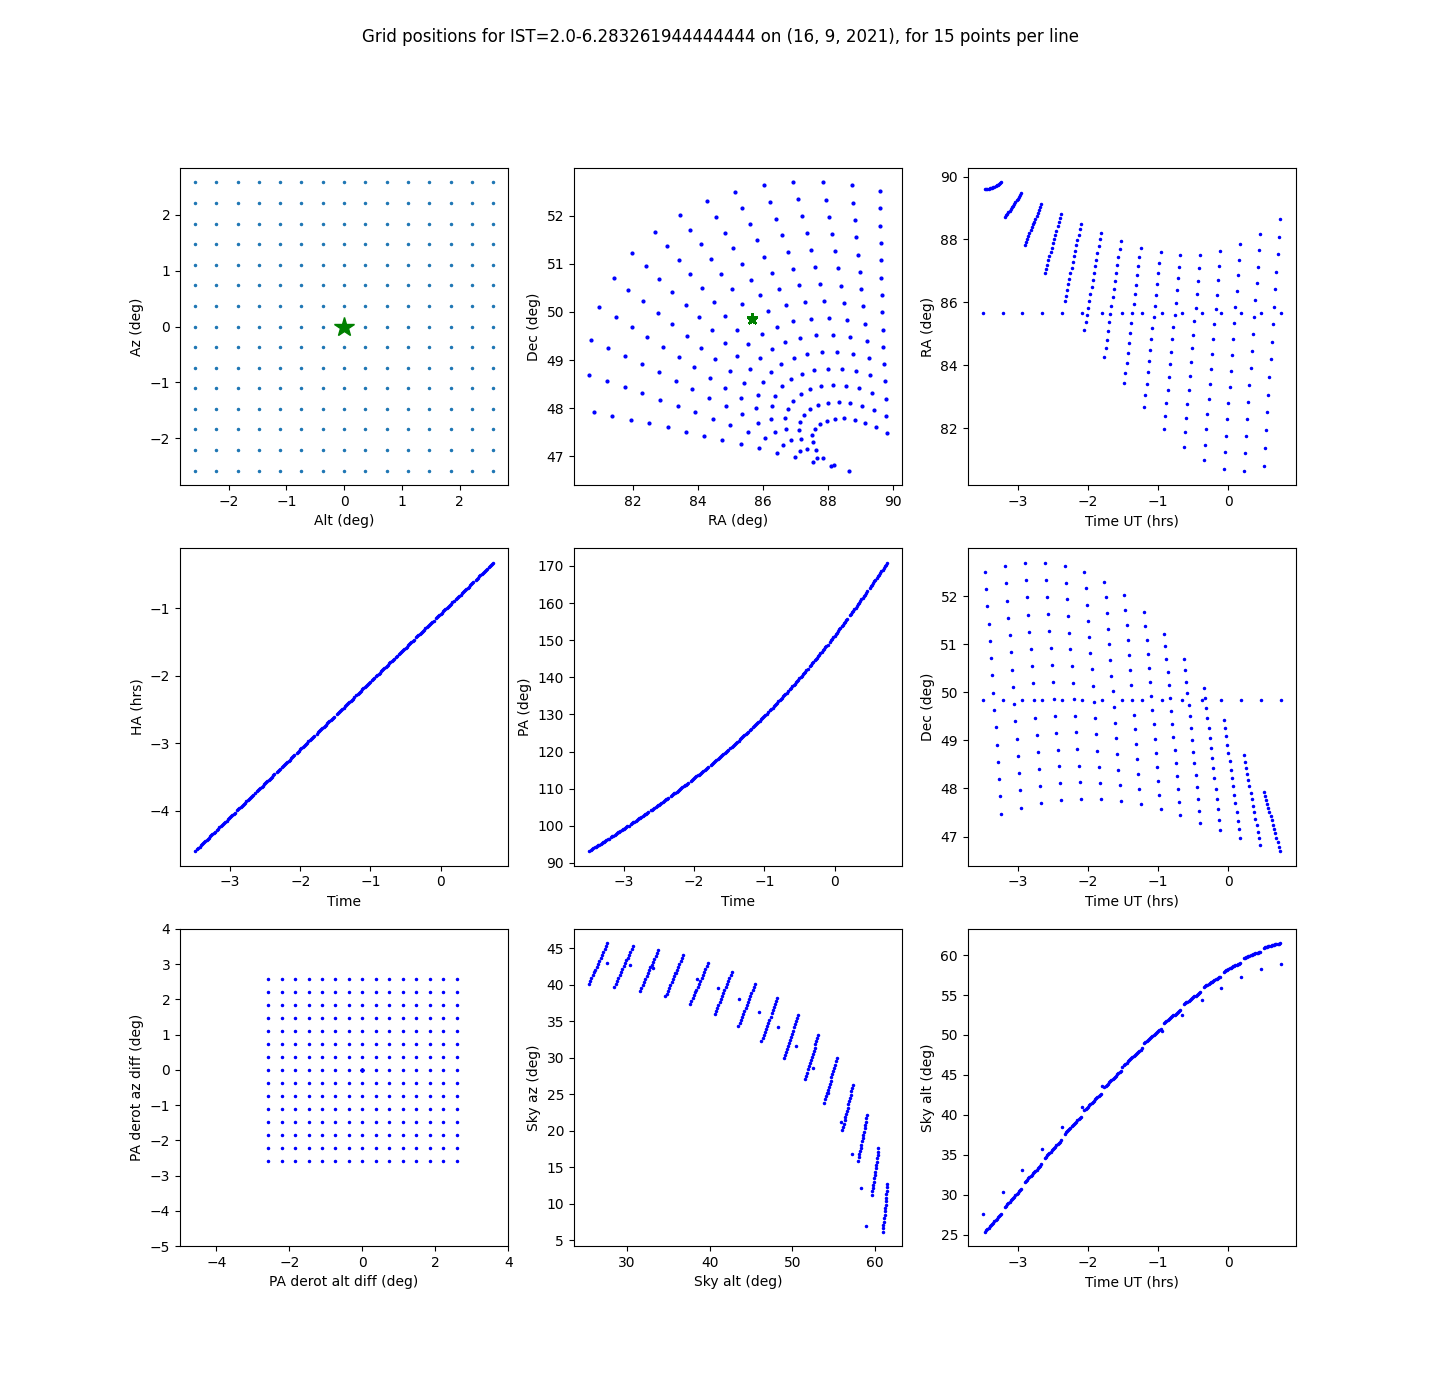 Grid positions for IST=2.0-6.283261944444444 on (16, 9, 2021), for 15 points per line
2
1
0
−1
−2
Az (deg)
−2 −1 0 1 2
Alt (deg)
52
51
50
49
48
47
Dec (deg)
82 84 86 88 90
RA (deg)
90
88
86
84
82
RA (deg)
−3 −2 −1 0
Time UT (hrs)
−1
−2
−3
−4
HA (hrs)
−3 −2 −1 0
Time
170
160
150
140
130
120
110
100
90
PA (deg)
−3 −2 −1 0
Time
52
51
50
49
48
47
Dec (deg)
−3 −2 −1 0
Time UT (hrs)
4
3
2
1
0
−1
−2
−3
−4
−5
PA derot az diff (deg)
−4 −2 0 2 4
PA derot alt diff (deg)
45
40
35
30
25
20
15
10
5
Sky az (deg)
30 40 50 60
Sky alt (deg)
60
55
50
45
40
35
30
25
Sky alt (deg)
−3 −2 −1 0
Time UT (hrs)